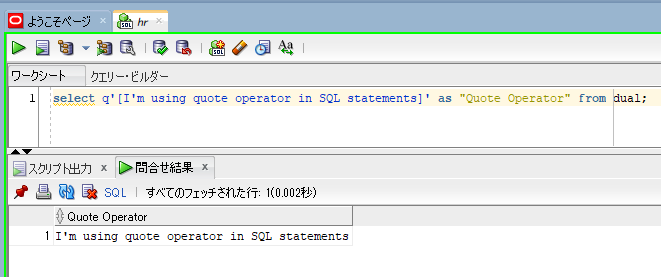 ようこそページ hr
SQL
Aa
ワークシート クエリー・ビルダー
1 select q'[I'm using quote operator in SQL statements]' as "Quote Operator" from dual;
スクリプト出力 x 問合せ結果 x
SQL すべてのフェッチされた行: 1(0.002秒)
Quote Operator
1 I'm using quote operator in SQL statements